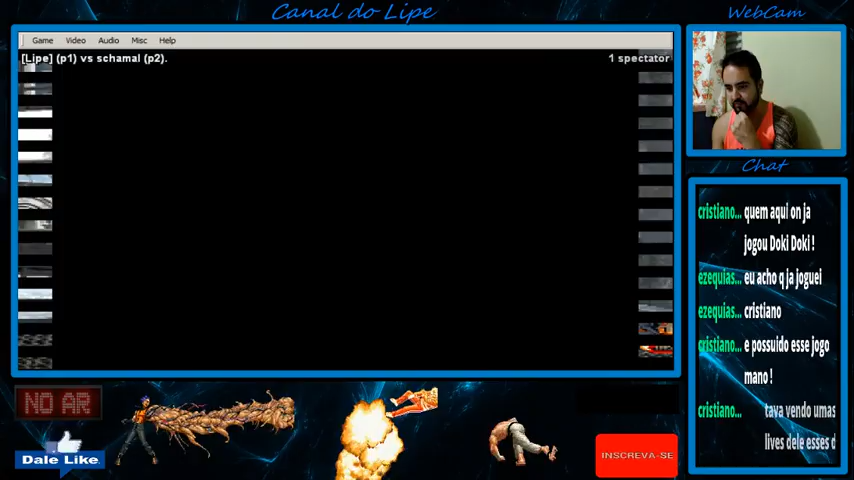 Canal do Lipe
WebCam
Game Video Audio Misc Help
[Lipe] (p1) vs schamal (p2).
1 spectator
Chat
cristiano... quem aqui on ja
jogou Doki Doki !
ezequias... eu acho q ja joguei
ezequias... cristiano
cristiano... e possuido esse jogo
mano !
cristiano... tava vendo umas
lives dele esses d
NO AR
Dale Like.
INSCREVA-SE